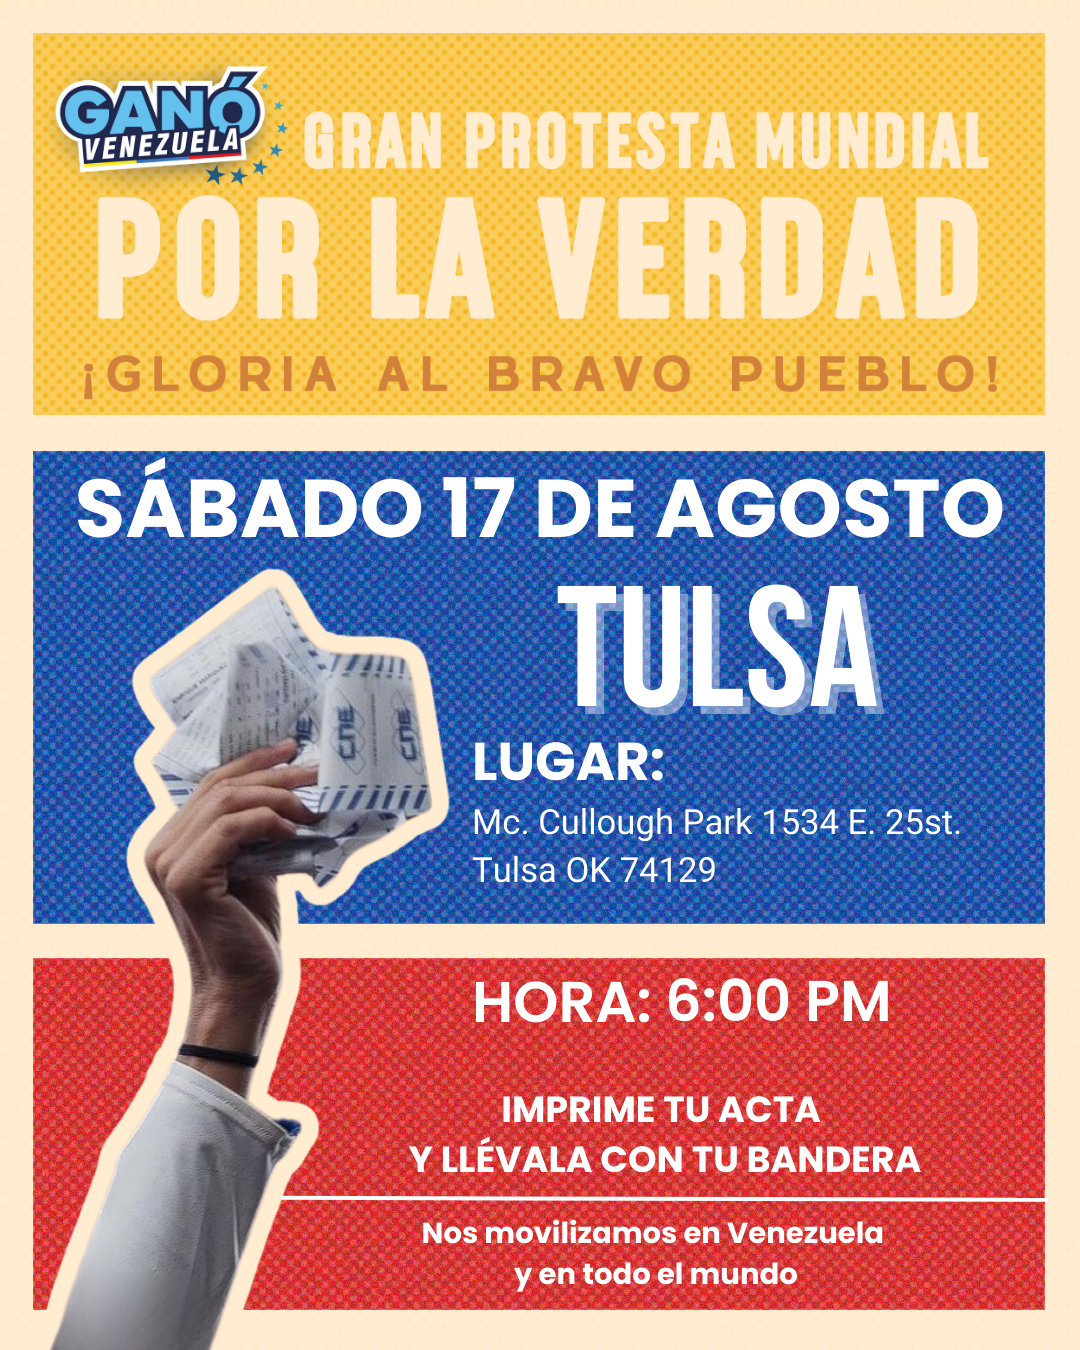 GANÓ
VENEZUELA
GRAN PROTESTA MUNDIAL
POR LA VERDAD
¡GLORIA AL BRAVO PUEBLO!
SÁBADO 17 DE AGOSTO
TULSA
CNE
CNE
LUGAR:
Mc. Cullough Park 1534 E. 25st.
Tulsa OK 74129
HORA: 6:00 PM
IMPRIME TU ACTA
Y LLÉVALA CON TU BANDERA
Nos movilizamos en Venezuela
y en todo el mundo